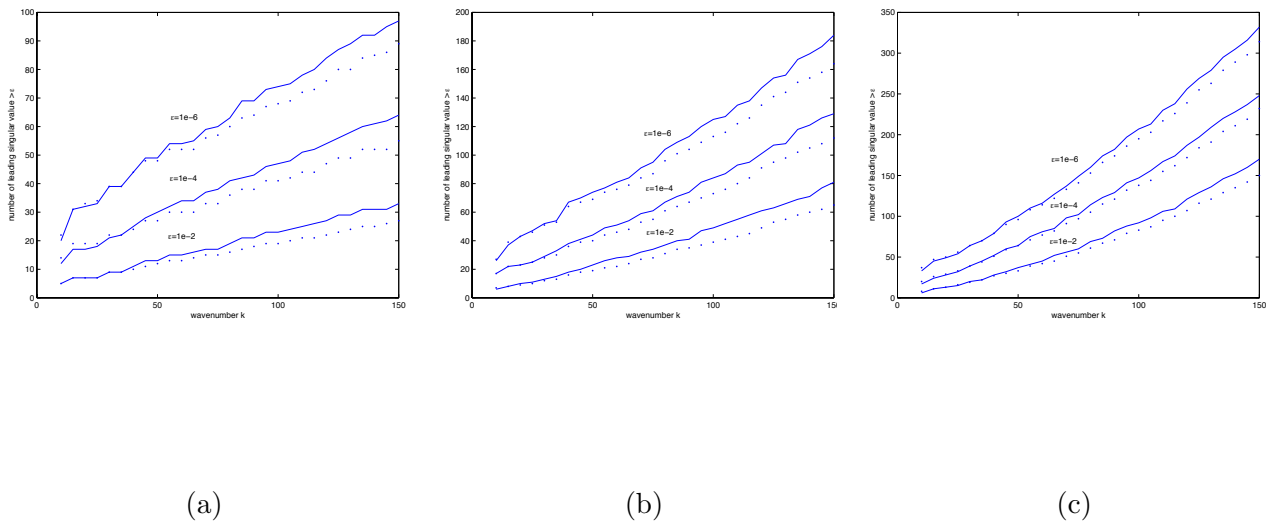 number of leading singular value > ε
100
90
80
70
60
50
40
30
20
10
0
ε=1e−6
ε=1e−4
ε=1e−2
0
50
100
150
wavenumber k
(a)
number of leading singular value > ε
200
180
160
140
120
100
80
60
40
20
0
ε=1e−6
ε=1e−4
ε=1e−2
0
50
100
150
wavenumber k
(b)
number of leading singular value > ε
350
300
250
200
150
100
50
0
ε=1e−6
ε=1e−4
ε=1e−2
0
50
100
150
wavenumber k
(c)